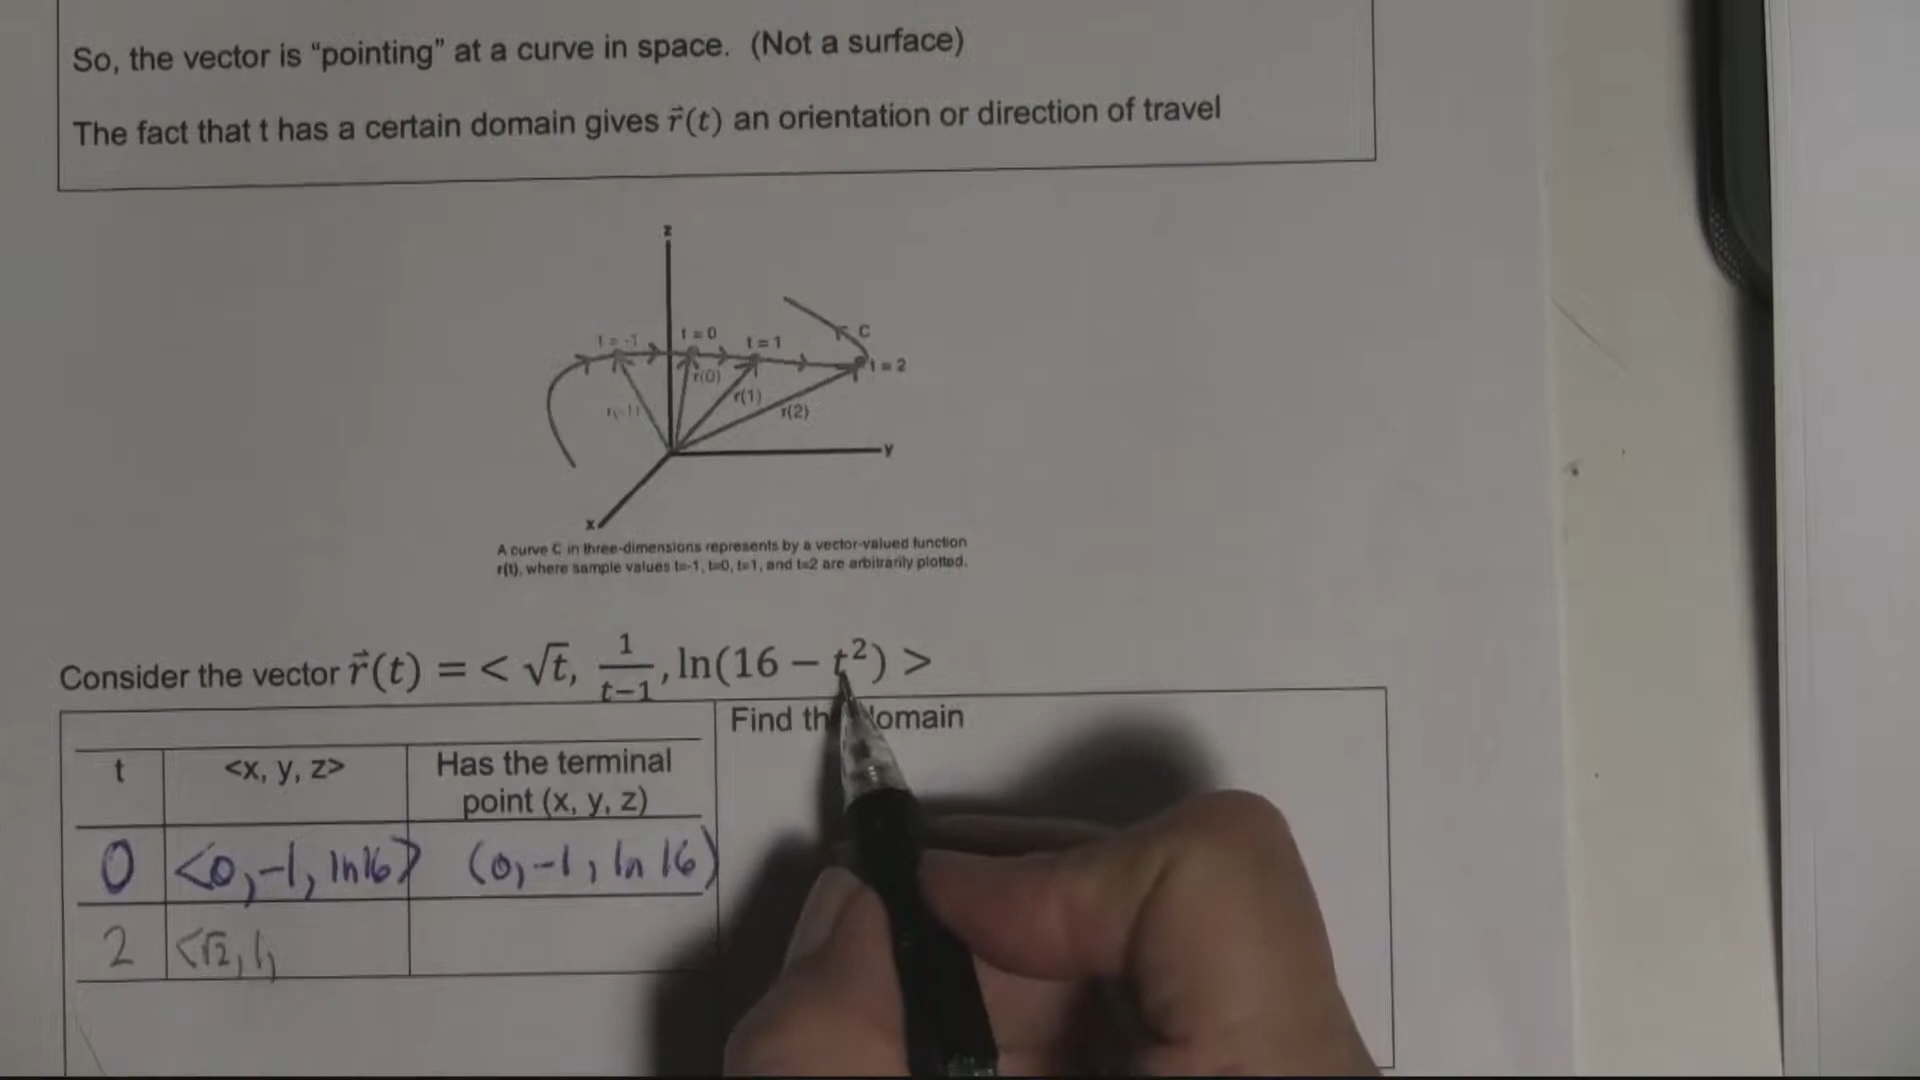 So, the vector is “pointing” at a curve in space. (Not a surface)
The fact that t has a certain domain gives r⃗(t) an orientation or direction of travel
z
t = -1
t = 0
t = 1
C
t = 2
r(-1)
r(0)
r(1)
r(2)
y
x
A curve C in three-dimensions represents by a vector-valued function
r(t), where sample values t=-1, t=0, t=1, and t=2 are arbitrarily plotted.
Consider the vector r⃗(t) = < √t, 1/(t−1), ln(16 − t²) >
Find th omain
t <x, y, z> Has the terminal
point (x, y, z)
0 <0, -1, ln16> (0, -1, ln 16)
2 <√2, 1,